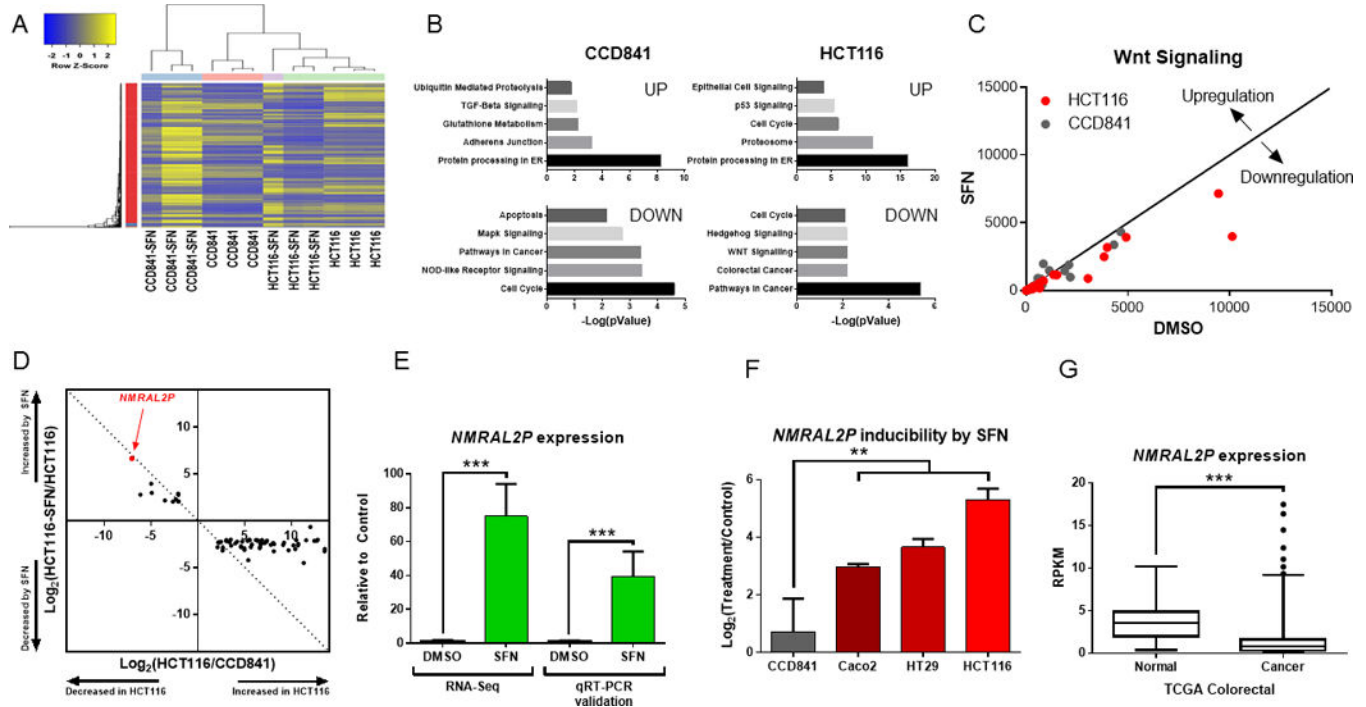 A
-2 -1 0 1 2
Row Z-Score
CCD841-SFN
CCD841-SFN
CCD841-SFN
CCD841
CCD841
CCD841
HCT116-SFN
HCT116-SFN
HCT116-SFN
HCT116
HCT116
HCT116
B
CCD841
UP
Ubiquitin Mediated Proteolysis
TGF-Beta Signaling
Glutathione Metabolism
Adherens Junction
Protein processing in ER
0 2 4 6 8 10
DOWN
Apoptosis
Mapk Signaling
Pathways in Cancer
NOD-like Receptor Signaling
Cell Cycle
0 1 2 3 4 5
-Log(pValue)
HCT116
UP
Epithelial Cell Signaling
p53 Signaling
Cell Cycle
Proteosome
Protein processing in ER
0 5 10 15 20
DOWN
Cell Cycle
Hedgehog Signaling
WNT Signalling
Colorectal Cancer
Pathways in Cancer
0 2 4 6
-Log(pValue)
C
Wnt Signaling
15000
10000
5000
0
SFN
HCT116
CCD841
Upregulation
Downregulation
0 5000 10000 15000
DMSO
D
Increased by SFN
Decreased by SFN
Log2(HCT116-SFN/HCT116)
NMRAL2P
10
5
-5 5 10
-5
-10
Log2(HCT116/CCD841)
Decreased in HCT116
Increased in HCT116
E
NMRAL2P expression
Relative to Control
100
80
60
40
20
0
***
***
DMSO SFN DMSO SFN
RNA-Seq
qRT-PCR
validation
F
NMRAL2P inducibility by SFN
**
Log2(Treatment/Control)
6
4
2
0
CCD841 Caco2 HT29 HCT116
G
NMRAL2P expression
***
RPKM
20
15
10
5
0
Normal Cancer
TCGA Colorectal